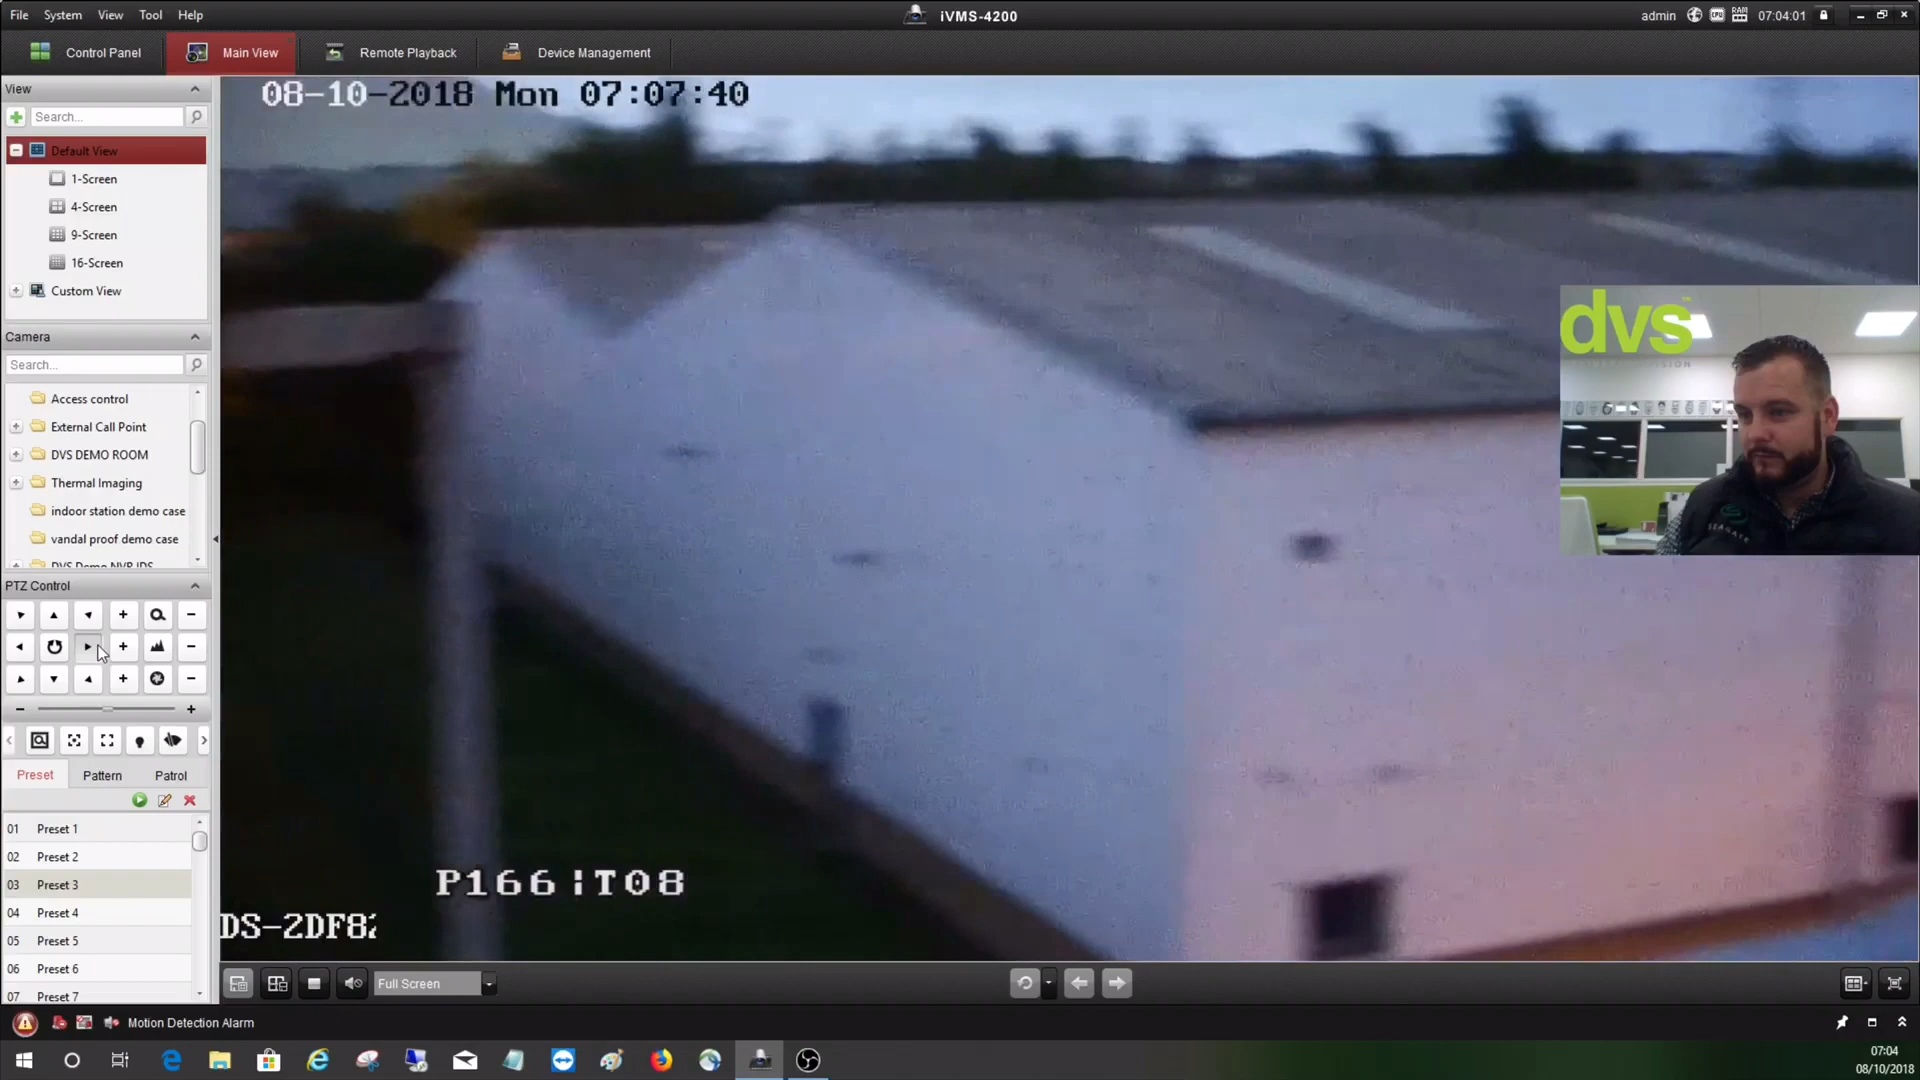 File System View Tool Help
iVMS-4200
admin 07:04:01
Control Panel Main View Remote Playback Device Management
View
Search...
Default View
1-Screen
4-Screen
9-Screen
16-Screen
Custom View
Camera
Search...
Access control
External Call Point
DVS DEMO ROOM
Thermal Imaging
indoor station demo case
vandal proof demo case
DVS Demo NVR IDS
PTZ Control
Preset Pattern Patrol
01 Preset 1
02 Preset 2
03 Preset 3
04 Preset 4
05 Preset 5
06 Preset 6
07 Preset 7
08-10-2018 Mon 07:07:40
dvs
SEAGATE
P166|T08
DS-2DF8
Full Screen
Motion Detection Alarm
07:04
08/10/2018